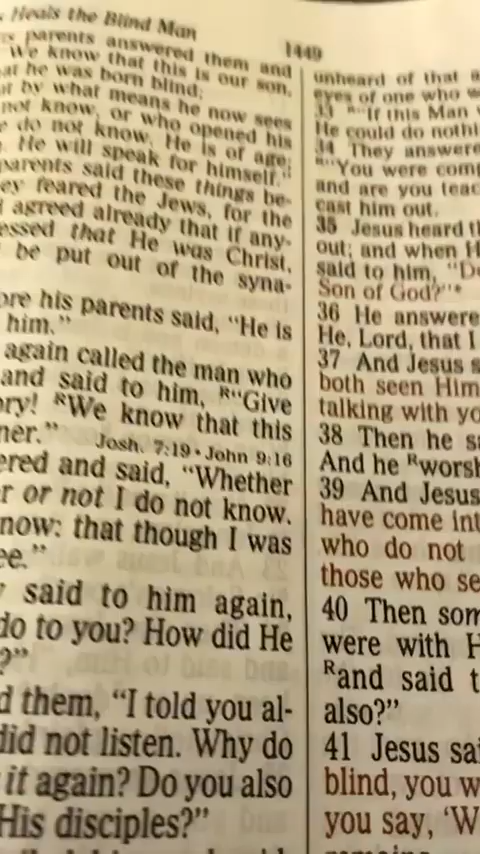 Heals the Blind Man
1449
parents answered them and
"We know that this is our son,
at he was born blind;
t by what means he now sees
not know, or who opened his
e do not know. He is of age;
He will speak for himself."
parents said these things be-
ey feared the Jews, for the
d agreed already that if any-
essed that He was Christ,
be put out of the syna-
ore his parents said, "He is
him."
again called the man who
and said to him, R"Give
ory! RWe know that this
ner." Josh. 7:19 • John 9:16
ered and said, "Whether
r or not I do not know.
now: that though I was
ee."
said to him again,
do to you? How did He
?"
d them, "I told you al-
did not listen. Why do
it again? Do you also
His disciples?"
unheard of that
eyes of one who
33 R"If this Man
He could do nothi
34 They answere
R"You were com
and are you teac
cast him out.
35 Jesus heard t
out; and when H
said to him, "D
Son of God?"*
36 He answere
He, Lord, that I
37 And Jesus s
both seen Him
talking with yo
38 Then he sa
And he Rworsh
39 And Jesus
have come int
who do not
those who se
40 Then som
were with H
Rand said t
also?"
41 Jesus sai
blind, you w
you say, 'W